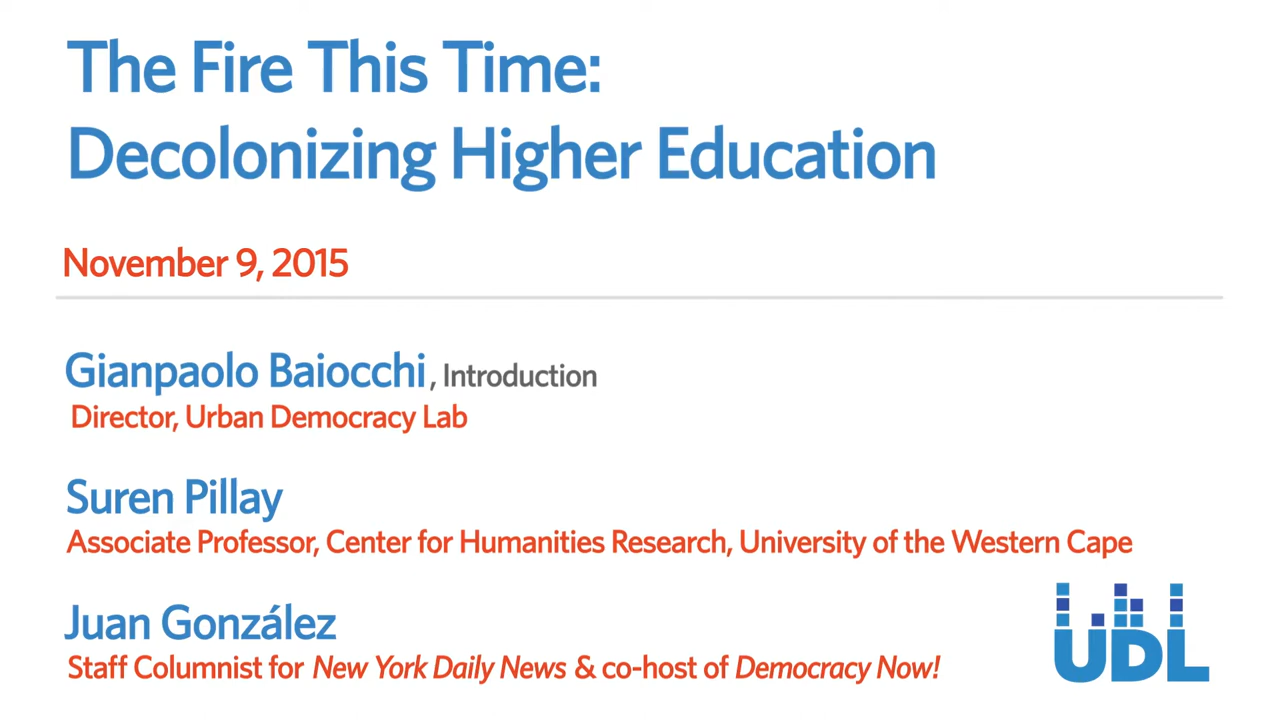 The Fire This Time:
Decolonizing Higher Education
November 9, 2015
Gianpaolo Baiocchi, Introduction
Director, Urban Democracy Lab
Suren Pillay
Associate Professor, Center for Humanities Research, University of the Western Cape
Juan González
Staff Columnist for New York Daily News & co-host of Democracy Now!
UDL